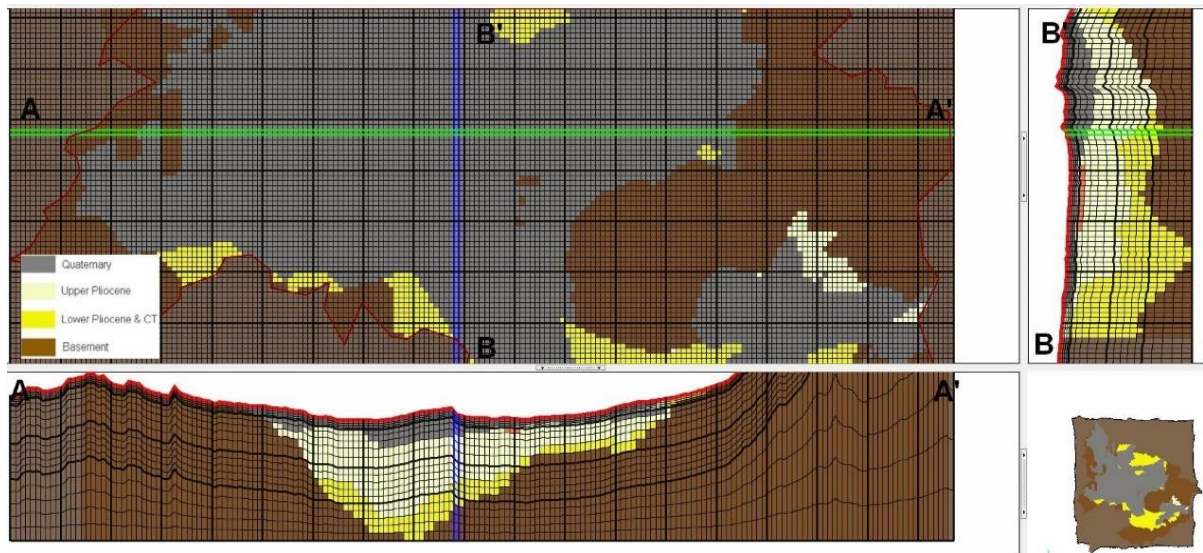 B'
A
A'
B
Quaternary
Upper Pliocene
Lower Pliocene & CT
Basement
B'
B
A
A'